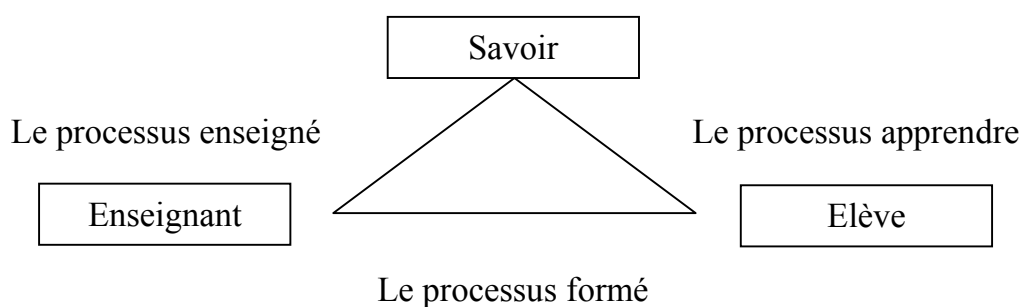 Savoir
Le processus enseigné
Le processus apprendre
Enseignant
Elève
Le processus formé